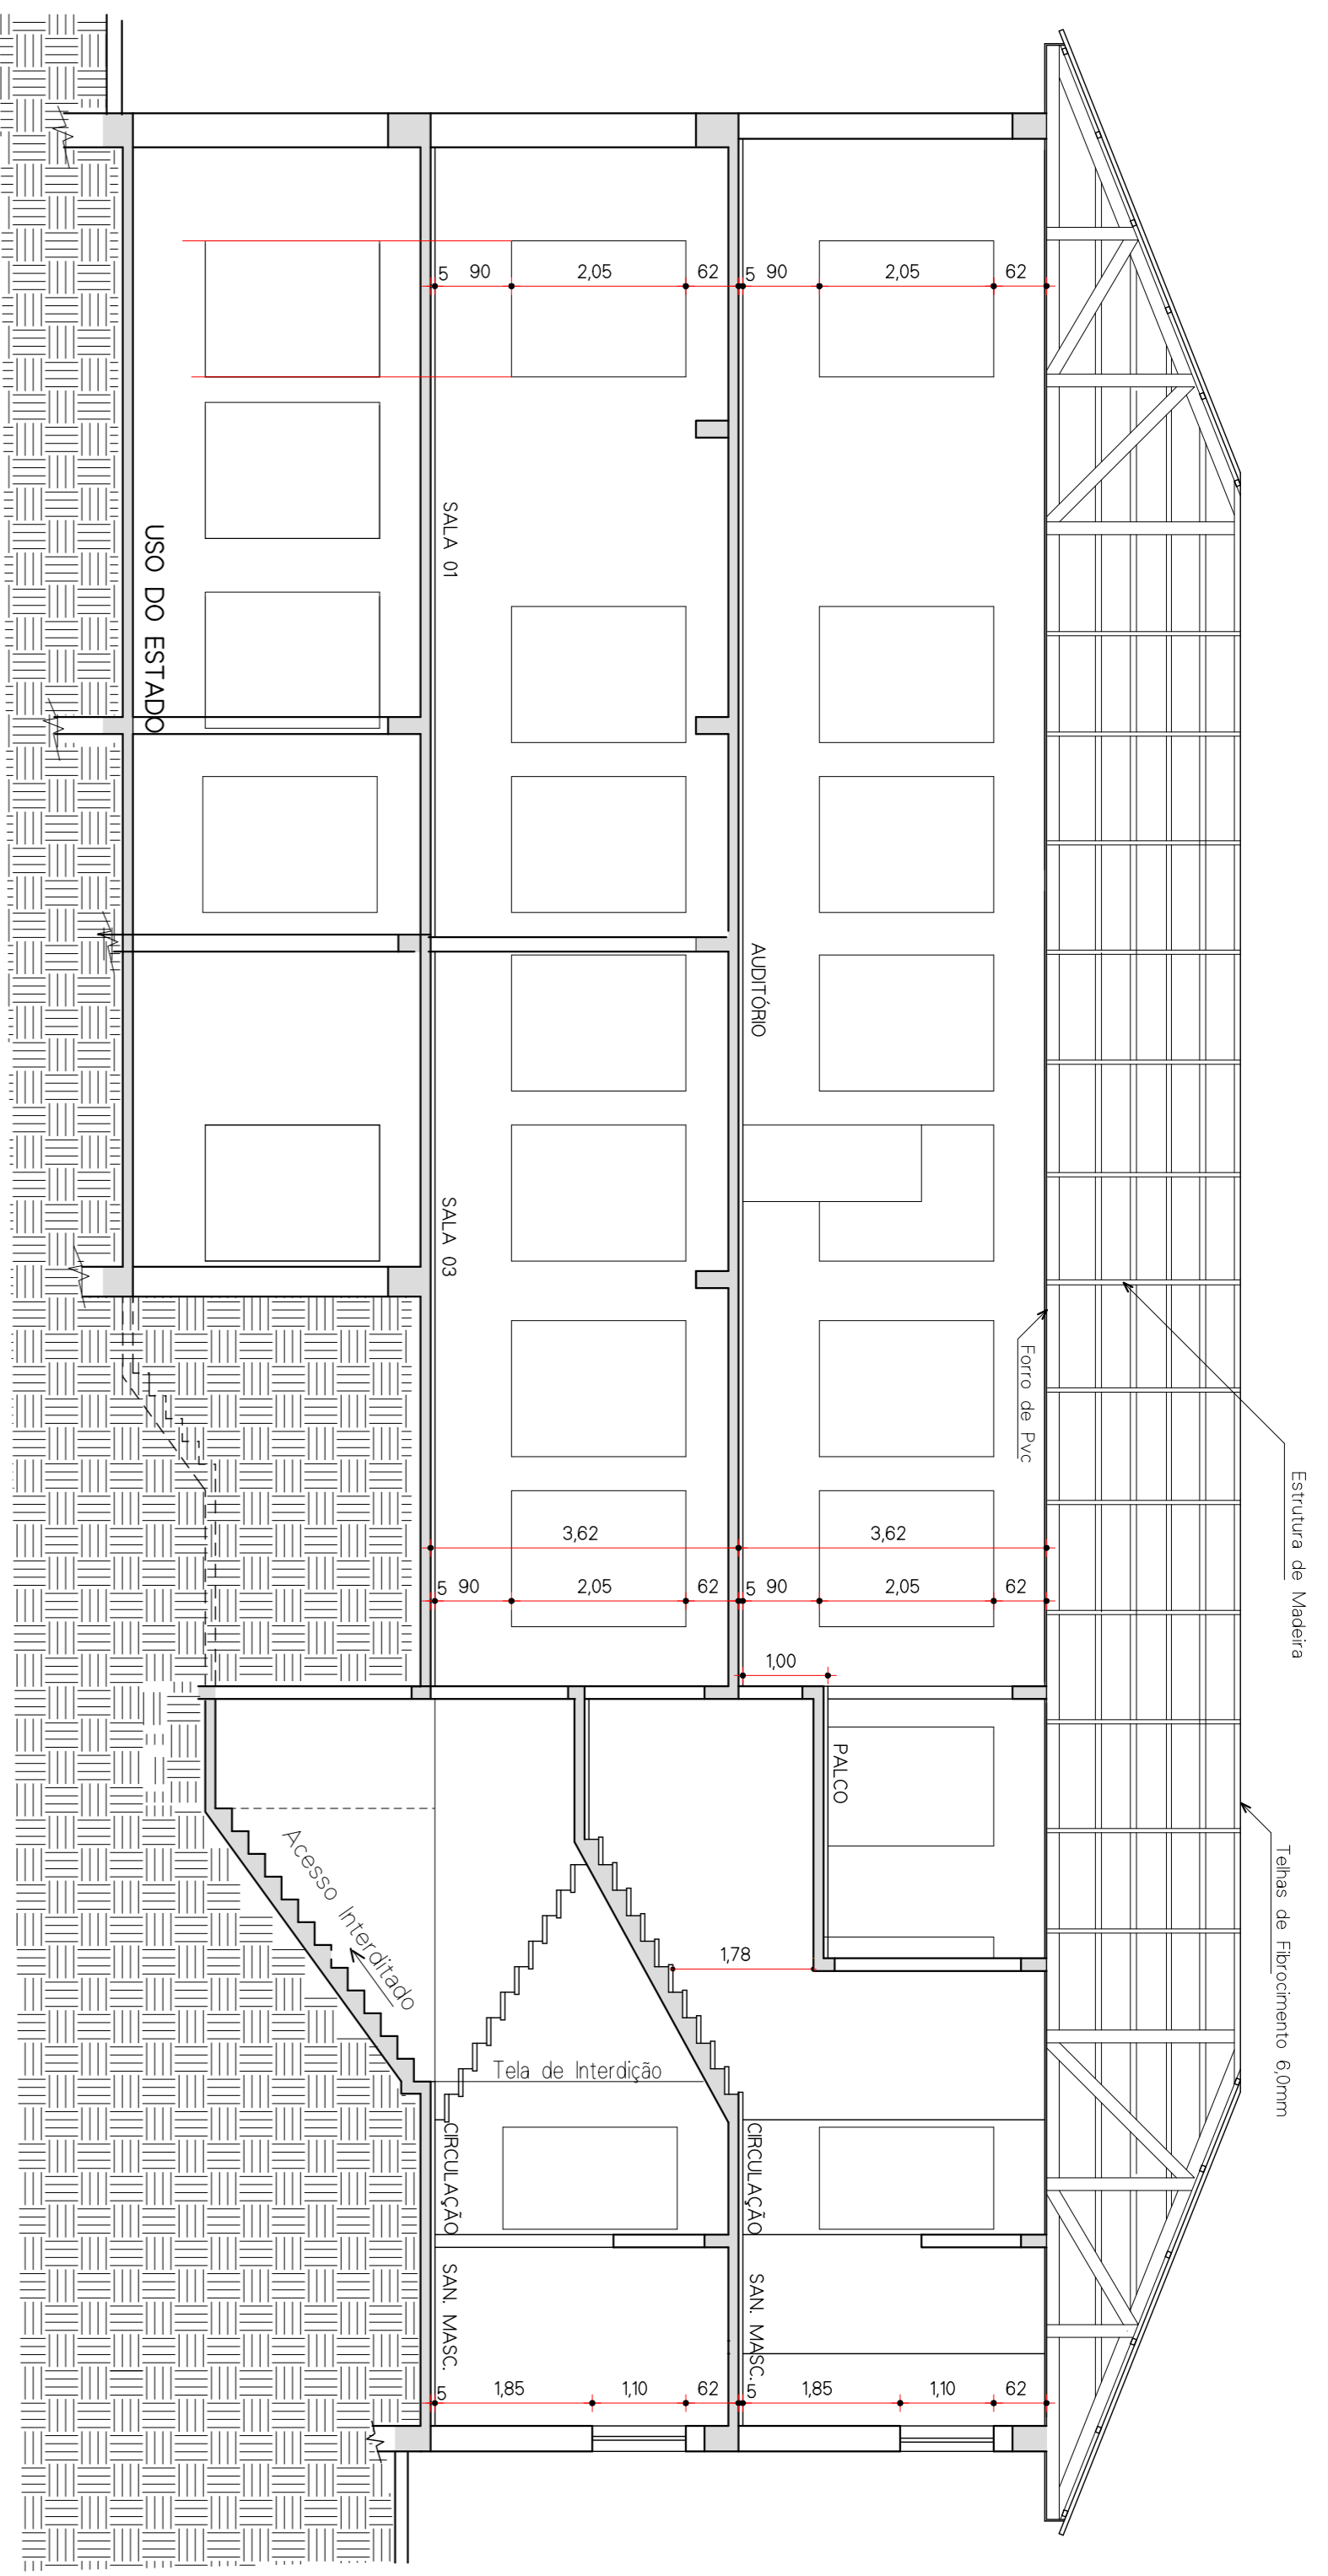 Estrutura de Madeira
Telhas de Fibrocimento 6,0mm
Forro de Pvc
5 90 2,05 62 5 90 2,05 62
3,62 3,62
5 90 2,05 62 5 90 2,05 62
1,00
PALCO
1,78
AUDITÓRIO
CIRCULAÇÃO
SAN. MASC.
5 1,85 1,10 62 5 1,85 1,10 62
Tela de Interdição
SALA 01
SALA 03
CIRCULAÇÃO
SAN. MASC.
Acesso Interditado
USO DO ESTADO